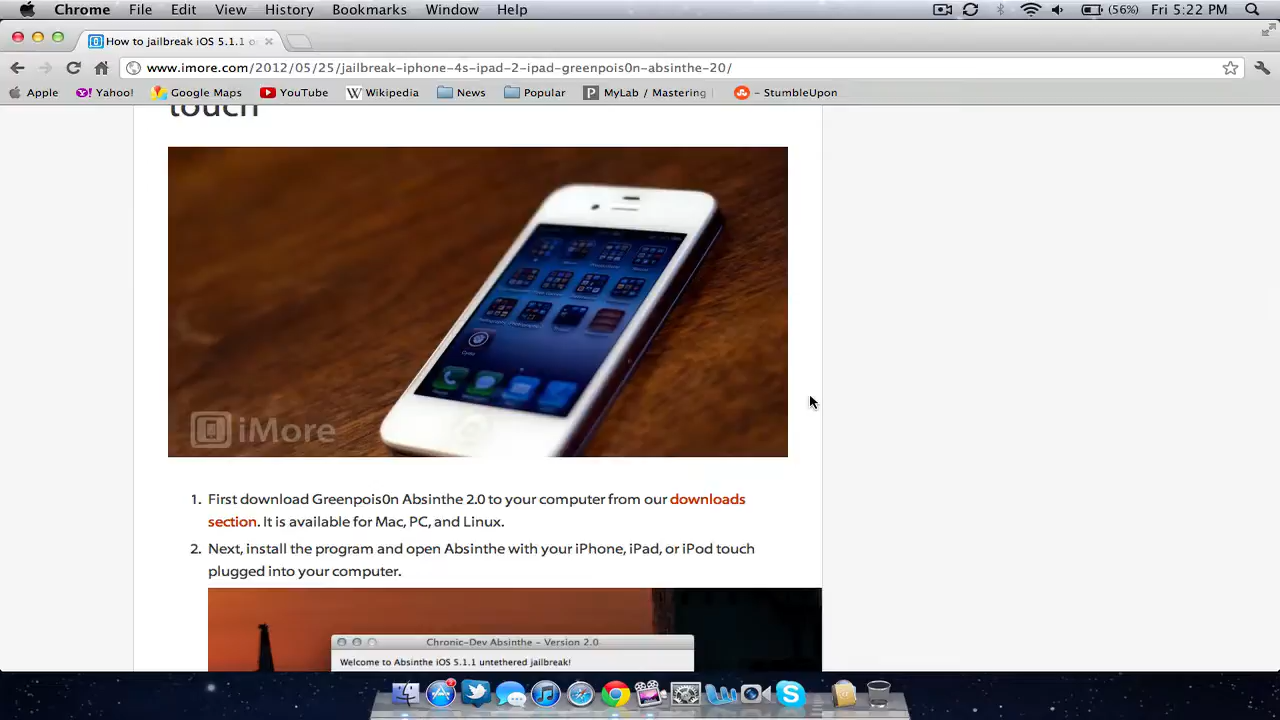 Chrome File Edit View History Bookmarks Window Help (56%) Fri 5:22 PM
How to jailbreak iOS 5.1.1 o
www.imore.com/2012/05/25/jailbreak-iphone-4s-ipad-2-ipad-greenpois0n-absinthe-20/
Apple Yahoo! Google Maps YouTube Wikipedia News Popular MyLab / Mastering – StumbleUpon
touch
iMore
1. First download Greenpois0n Absinthe 2.0 to your computer from our downloads
section. It is available for Mac, PC, and Linux.
2. Next, install the program and open Absinthe with your iPhone, iPad, or iPod touch
plugged into your computer.
Chronic-Dev Absinthe - Version 2.0
Welcome to Absinthe iOS 5.1.1 untethered jailbreak!